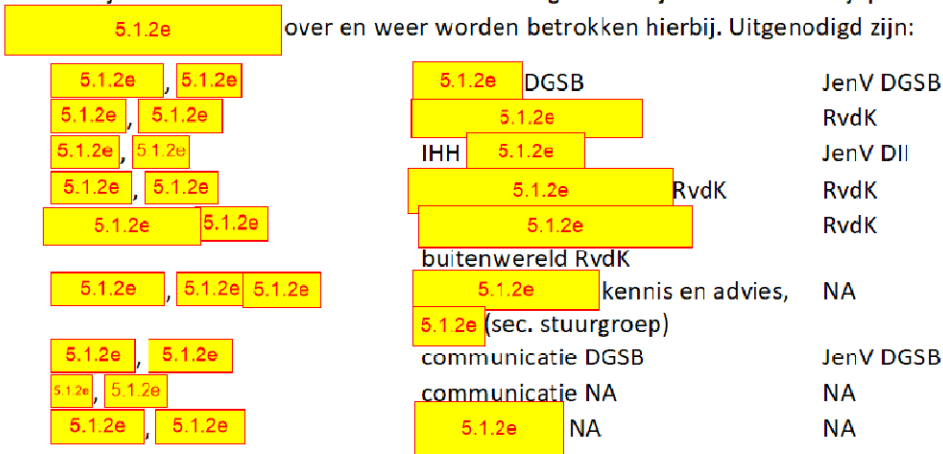 5.1.2e over en weer worden betrokken hierbij. Uitgenodigd zijn:
5.1.2e , 5.1.2e 5.1.2e DGSB JenV DGSB
5.1.2e , 5.1.2e 5.1.2e RvdK
5.1.2e , 5.1.2e IHH 5.1.2e JenV DII
5.1.2e , 5.1.2e 5.1.2e RvdK RvdK
5.1.2e 5.1.2e 5.1.2e RvdK
buitenwereld RvdK
5.1.2e , 5.1.2e 5.1.2e 5.1.2e kennis en advies, NA
5.1.2e (sec. stuurgroep)
5.1.2e , 5.1.2e communicatie DGSB JenV DGSB
5.1.2e , 5.1.2e communicatie NA NA
5.1.2e , 5.1.2e 5.1.2e NA NA